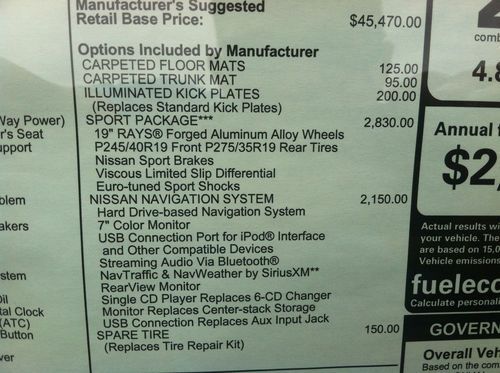 Manufacturer's Suggested
Retail Base Price: $45,470.00
Options Included by Manufacturer
CARPETED FLOOR MATS 125.00
CARPETED TRUNK MAT 95.00
ILLUMINATED KICK PLATES 200.00
(Replaces Standard Kick Plates)
SPORT PACKAGE*** 2,830.00
19" RAYS® Forged Aluminum Alloy Wheels
P245/40R19 Front P275/35R19 Rear Tires
Nissan Sport Brakes
Viscous Limited Slip Differential
Euro-tuned Sport Shocks
NISSAN NAVIGATION SYSTEM 2,150.00
Hard Drive-based Navigation System
7" Color Monitor
USB Connection Port for iPod® Interface
and Other Compatible Devices
Streaming Audio Via Bluetooth®
NavTraffic & NavWeather by SiriusXM**
RearView Monitor
Single CD Player Replaces 6-CD Changer
Monitor Replaces Center-stack Storage
USB Connection Replaces Aux Input Jack
SPARE TIRE 150.00
(Replaces Tire Repair Kit)
Way Power)
r's Seat
pport
blem
akers
stem
Oil
tal Clock
(ATC)
Button
ver
comb
4.8
Annual f
$2,
Actual results wi
your vehicle. The
are based on 15,0
Vehicle emissions
fueleco
Calculate personali
GOVERN
Overall Veh
Based on the com